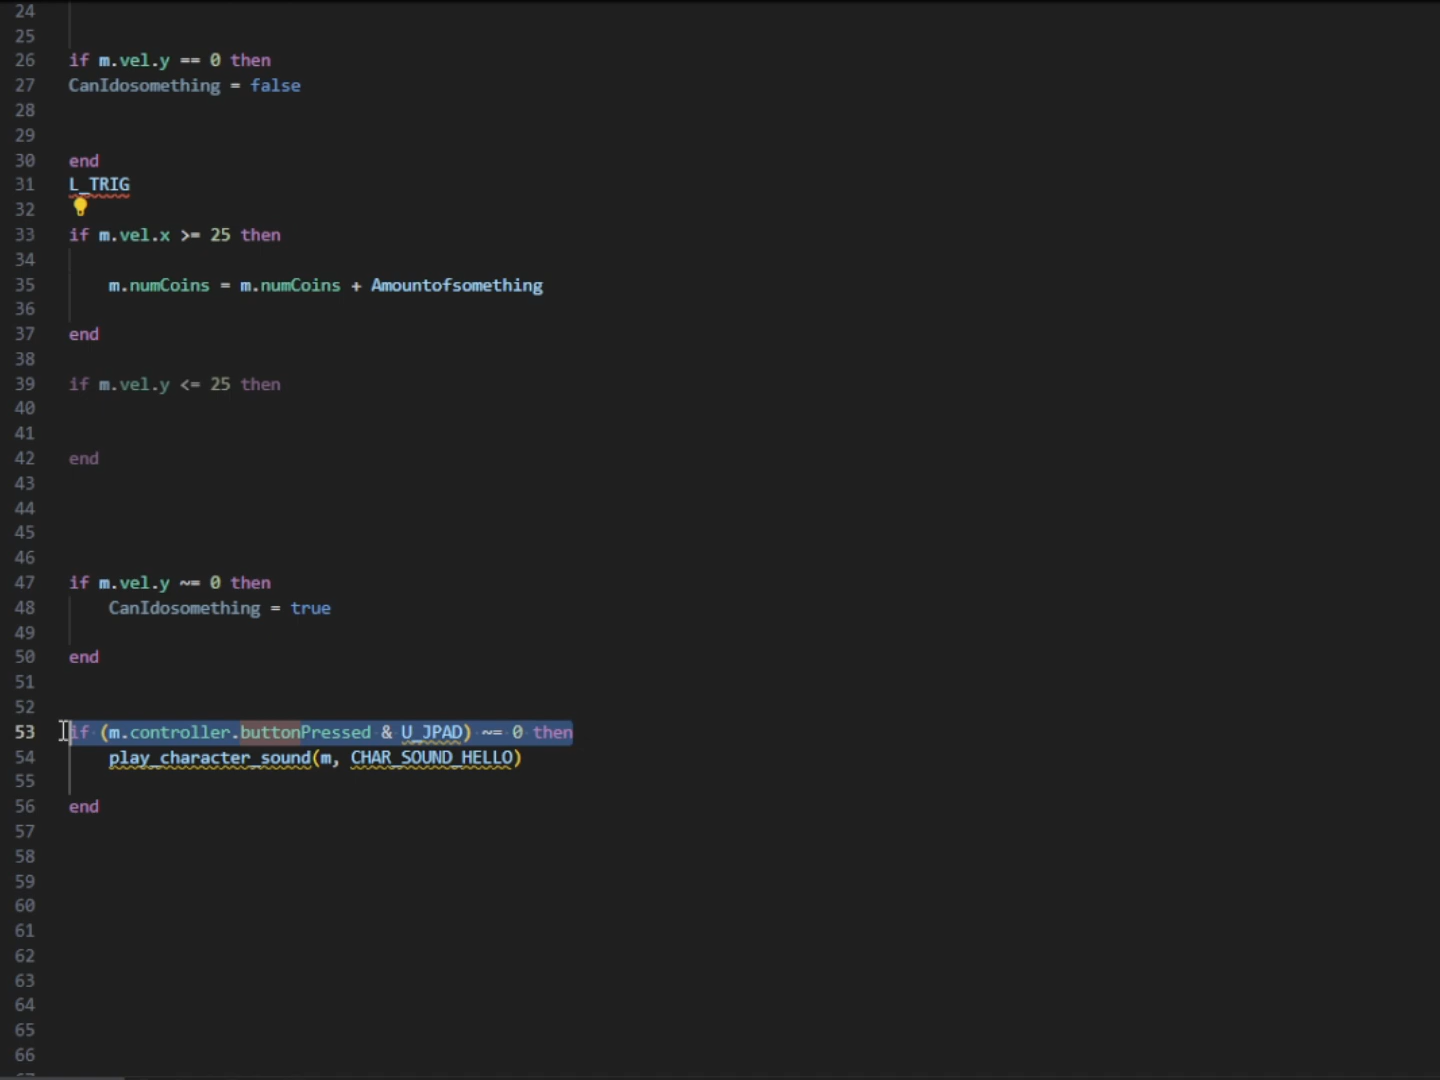 24
25
26 if m.vel.y == 0 then
27 CanIdosomething = false
28
29
30 end
31 L_TRIG
32
33 if m.vel.x >= 25 then
34
35 m.numCoins = m.numCoins + Amountofsomething
36
37 end
38
39 if m.vel.y <= 25 then
40
41
42 end
43
44
45
46
47 if m.vel.y ~= 0 then
48 CanIdosomething = true
49
50 end
51
52
53 if (m.controller.buttonPressed & U_JPAD) ~= 0 then
54 play_character_sound(m, CHAR_SOUND_HELLO)
55
56 end
57
58
59
60
61
62
63
64
65
66